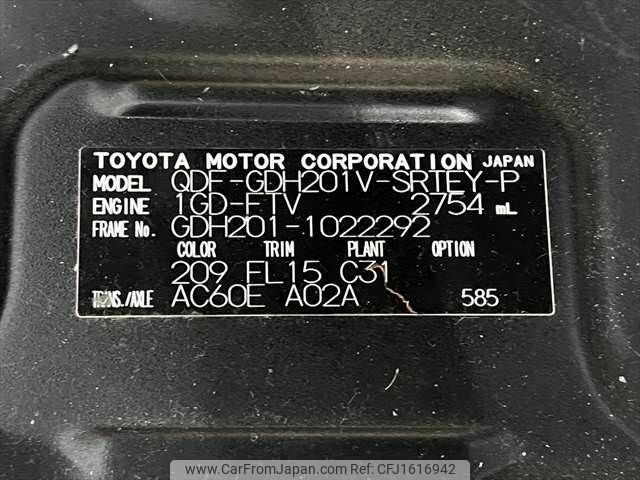 TOYOTA MOTOR CORPORATION JAPAN
MODEL QDF-GDH201V-SRTEY-P
ENGINE 1GD-FTV 2754 mL
FRAME No. GDH201-1022292
COLOR TRIM PLANT OPTION
209 FL15 C31
TRANS./AXLE AC60E A02A 585
www.CarFromJapan.com | CFJ1616942